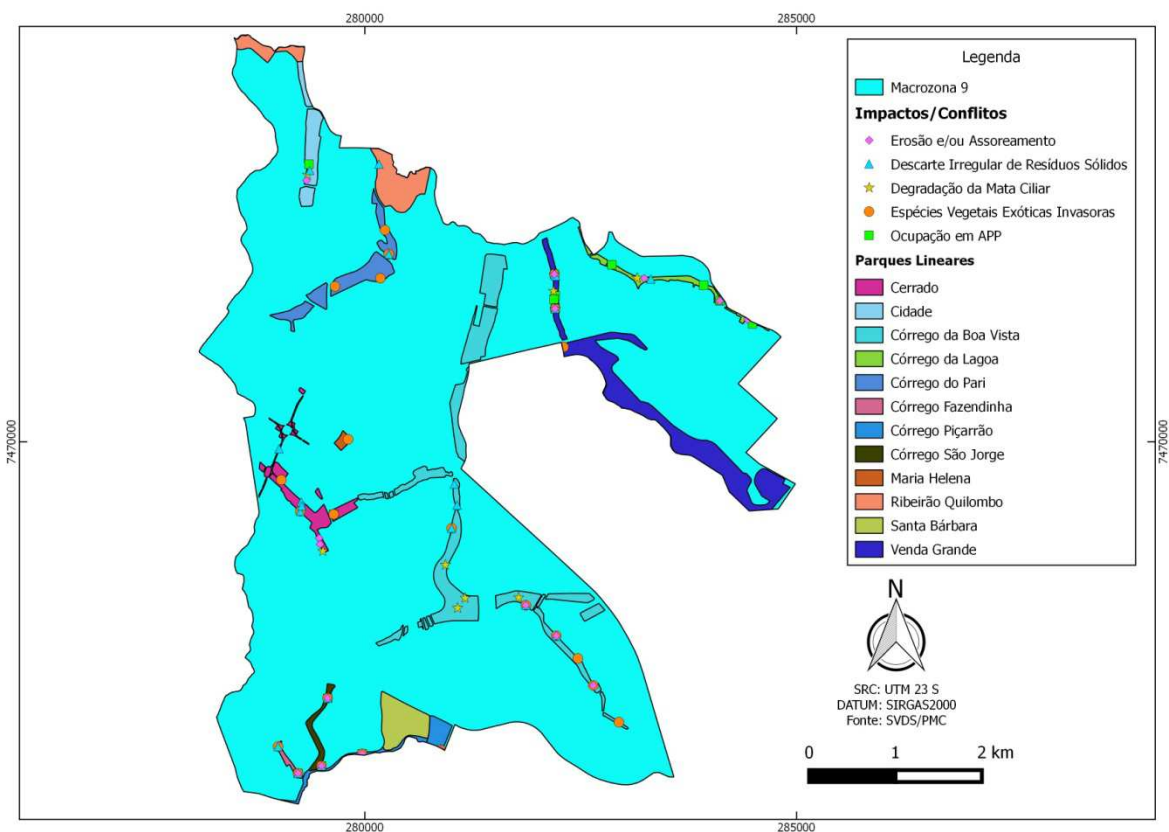 280000
285000
Legenda
Macrozona 9
Impactos/Conflitos
Erosão e/ou Assoreamento
Descarte Irregular de Resíduos Sólidos
Degradação da Mata Ciliar
Espécies Vegetais Exóticas Invasoras
Ocupação em APP
Parques Lineares
Cerrado
Cidade
Córrego da Boa Vista
Córrego da Lagoa
Córrego do Pari
Córrego Fazendinha
Córrego Piçarrão
Córrego São Jorge
Maria Helena
Ribeirão Quilombo
Santa Bárbara
Venda Grande
7470000
7470000
N
SRC: UTM 23 S
DATUM: SIRGAS2000
Fonte: SVDS/PMC
0 1 2 km
280000
285000